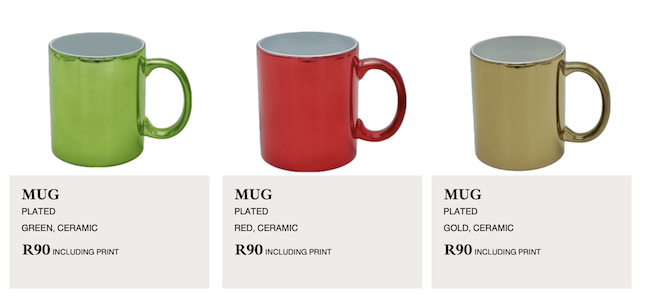 MUG
PLATED
GREEN, CERAMIC
R90 INCLUDING PRINT
MUG
PLATED
RED, CERAMIC
R90 INCLUDING PRINT
MUG
PLATED
GOLD, CERAMIC
R90 INCLUDING PRINT